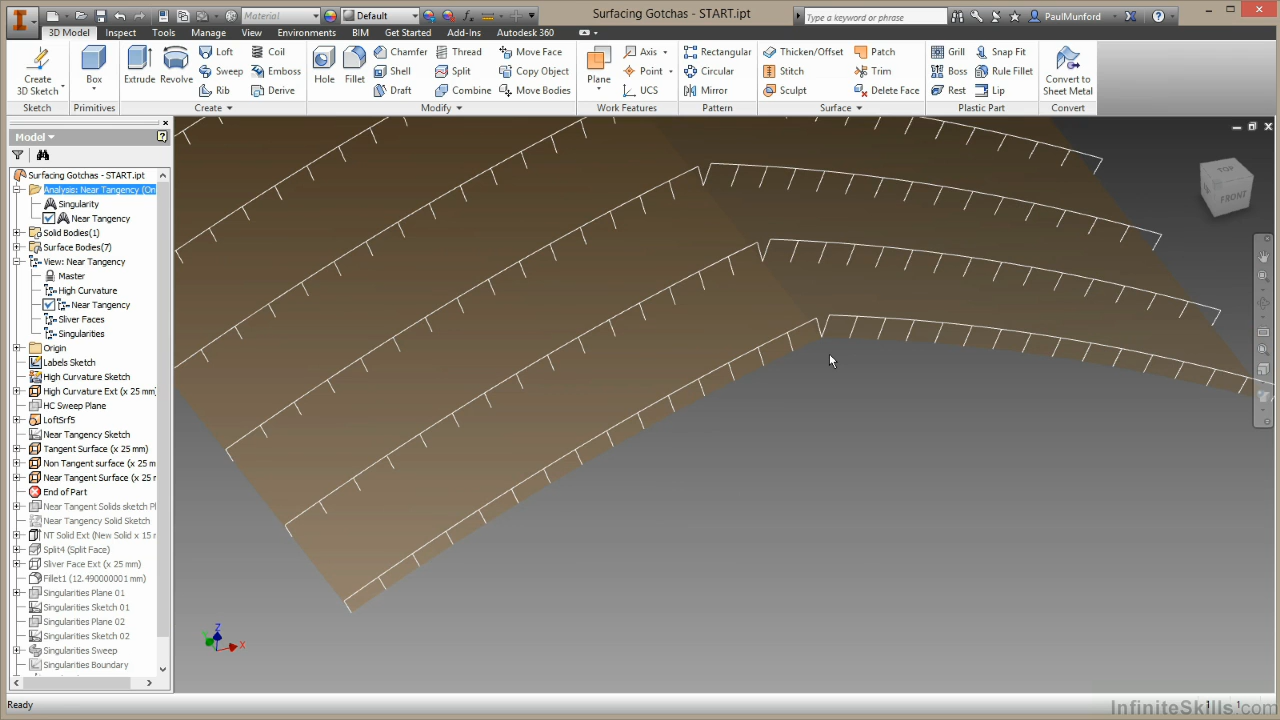 Material
Default
Surfacing Gotchas - START.ipt
Type a keyword or phrase
PaulMunford
3D Model Inspect Tools Manage View Environments BIM Get Started Add-Ins Autodesk 360
Create
3D Sketch
Box
Extrude
Revolve
Loft
Coil
Sweep
Emboss
Rib
Derive
Hole
Fillet
Chamfer
Thread
Move Face
Shell
Split
Copy Object
Draft
Combine
Move Bodies
Plane
Axis
Point
UCS
Rectangular
Circular
Mirror
Thicken/Offset
Patch
Stitch
Trim
Sculpt
Delete Face
Grill
Snap Fit
Boss
Rule Fillet
Rest
Lip
Convert to
Sheet Metal
Sketch Primitives Create Modify Work Features Pattern Surface Plastic Part Convert
Model
Surfacing Gotchas - START.ipt
Analysis: Near Tangency (On
Singularity
Near Tangency
Solid Bodies(1)
Surface Bodies(7)
View: Near Tangency
Master
High Curvature
Near Tangency
Sliver Faces
Singularities
Origin
Labels Sketch
High Curvature Sketch
High Curvature Ext (x 25 mm)
HC Sweep Plane
LoftSrf5
Near Tangency Sketch
Tangent Surface (x 25 mm)
Non Tangent surface (x 25 m
Near Tangent Surface (x 25 r
End of Part
Near Tangent Solids sketch P
Near Tangency Solid Sketch
NT Solid Ext (New Solid x 15 r
Split4 (Split Face)
Sliver Face Ext (x 25 mm)
Fillet1 (12.490000001 mm)
Singularities Plane 01
Singularities Sketch 01
Singularities Plane 02
Singularities Sketch 02
Singularities Sweep
Singularities Boundary
TOP
FRONT
Z
Y
X
Ready
1
1
InfiniteSkills.com